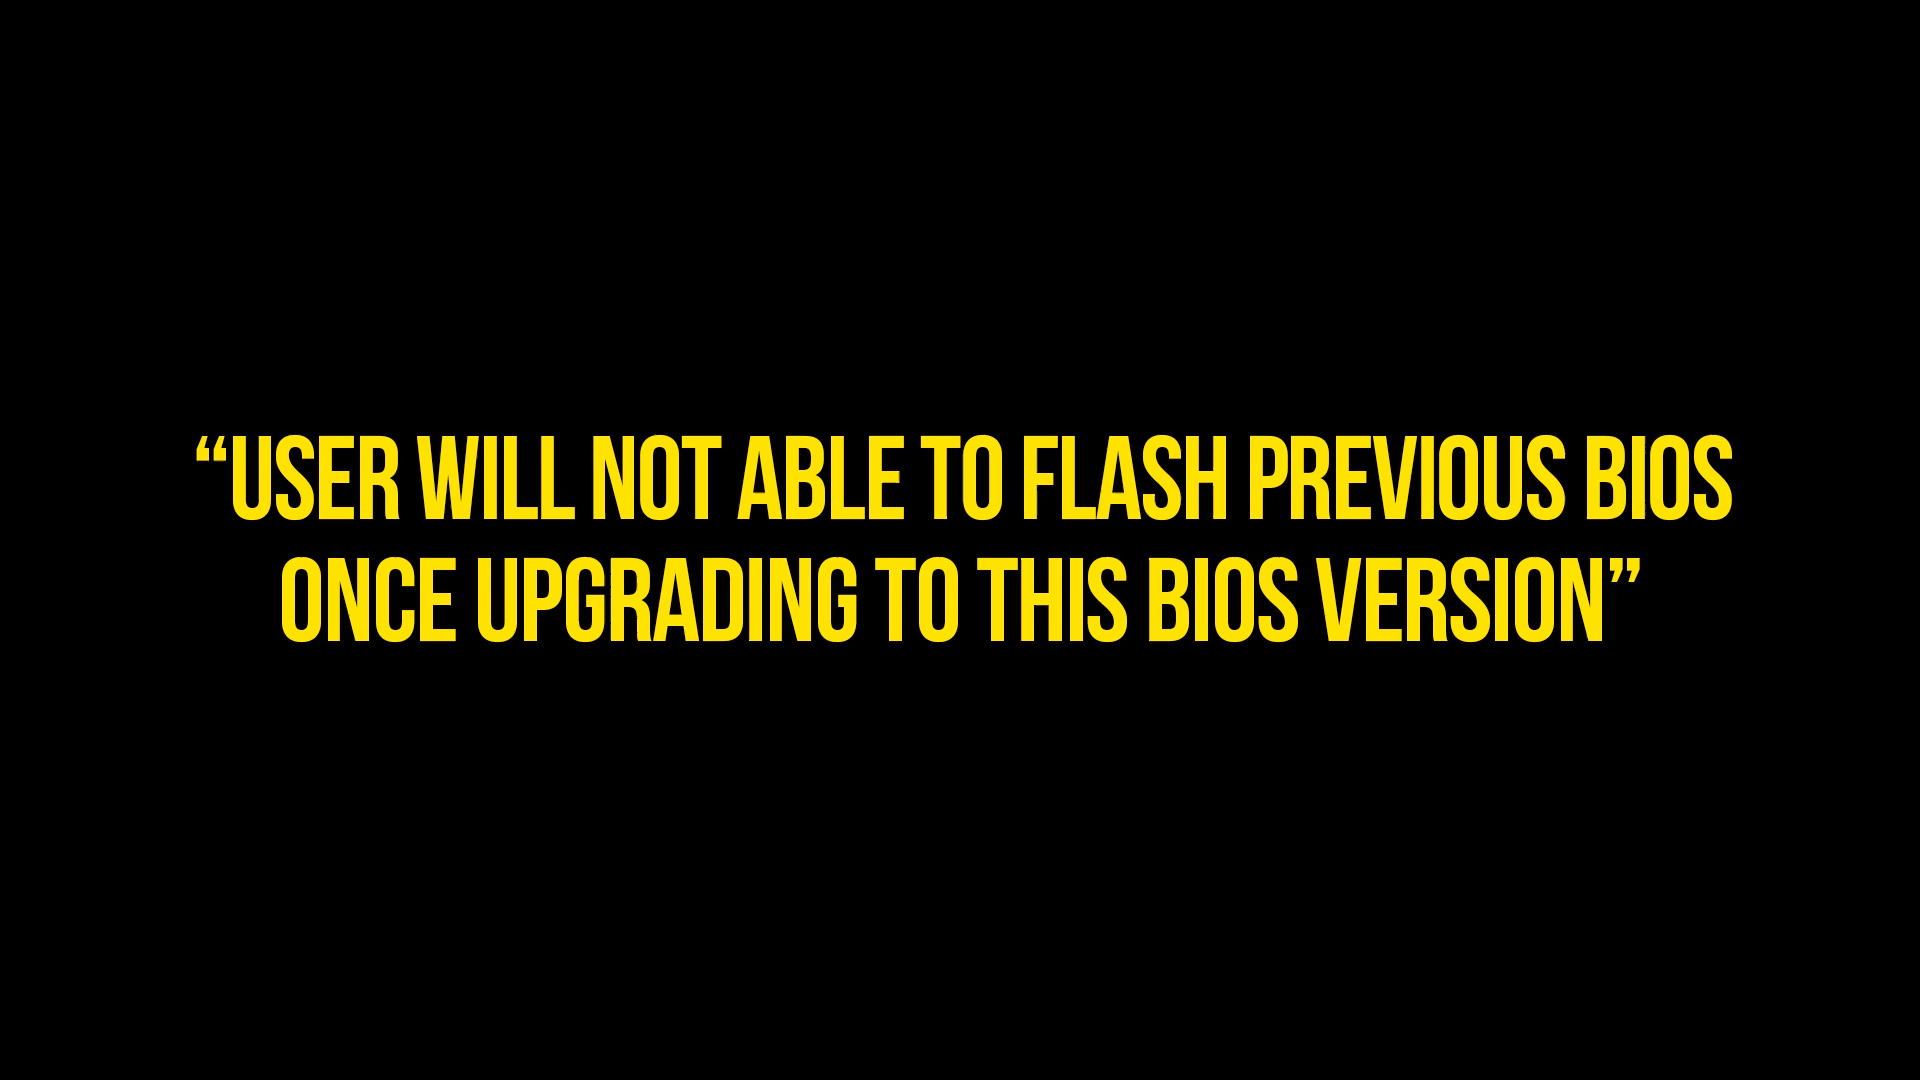 “USER WILL NOT ABLE TO FLASH PREVIOUS BIOS
ONCE UPGRADING TO THIS BIOS VERSION”